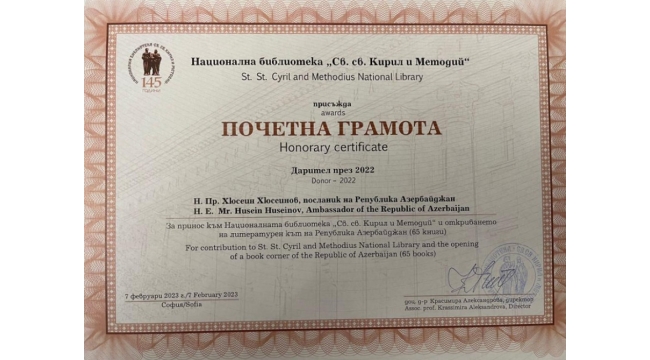 145
ГОДИНИ
Национална библиотека „Св. св. Кирил и Методий“
St. St. Cyril and Methodius National Library
присъжда
awards
ПОЧЕТНА ГРАМОТА
Honorary certificate
Дарител през 2022
Donor – 2022
Н. Пр. Хюсеин Хюсеинов, посланик на Република Азербайджан
H. E. Mr. Husein Huseinov, Ambassador of the Republic of Azerbaijan
За принос към Националната библиотека „Св. св. Кирил и Методий“ и откриването
на литературен кът на Република Азербайджан (65 книги)
For contribution to St. St. Cyril and Methodius National Library and the opening
of a book corner of the Republic of Azerbaijan (65 books)
7 февруари 2023 г./7 February 2023
София/Sofia
доц. д-р Красимира Александрова, директор
Assoc. prof. Krasimira Aleksandrova, Director